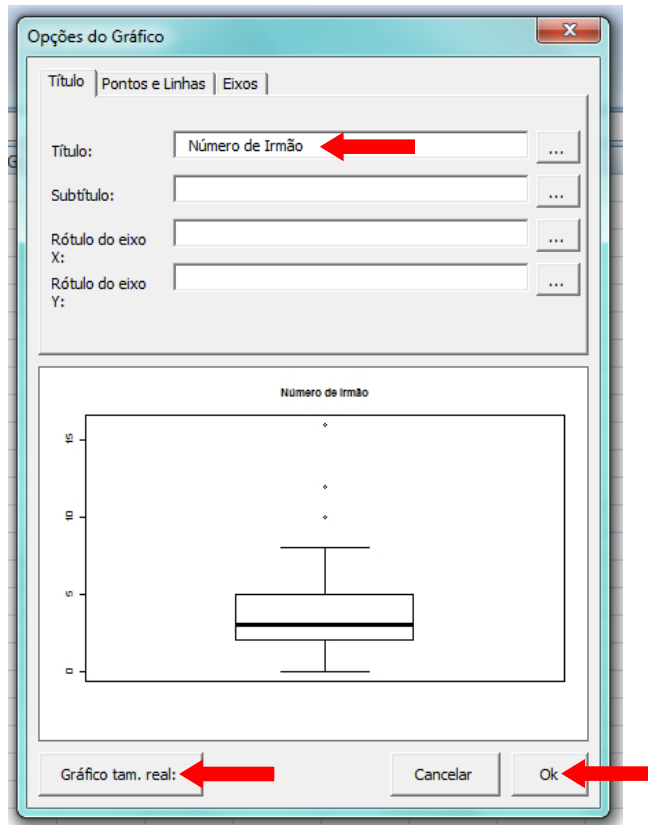 Opções do Gráfico
Título
Pontos e Linhas
Eixos
Título:
Número de Irmão
...
Subtítulo:
...
Rótulo do eixo
X:
...
Rótulo do eixo
Y:
...
Número de Irmão
15
10
5
0
Gráfico tam. real:
Cancelar
Ok